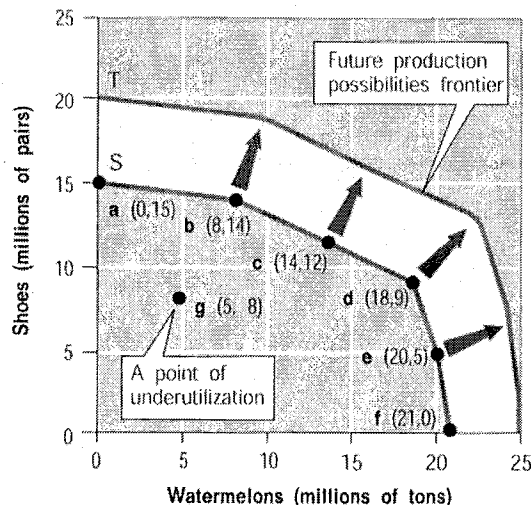 Future production
possibilities frontier
T
S
a (0,15)
b (8,14)
c (14,12)
d (18,9)
e (20,5)
f (21,0)
g (5, 8)
A point of
underutilization
Shoes (millions of pairs)
25
20
15
10
5
0
0 5 10 15 20 25
Watermelons (millions of tons)